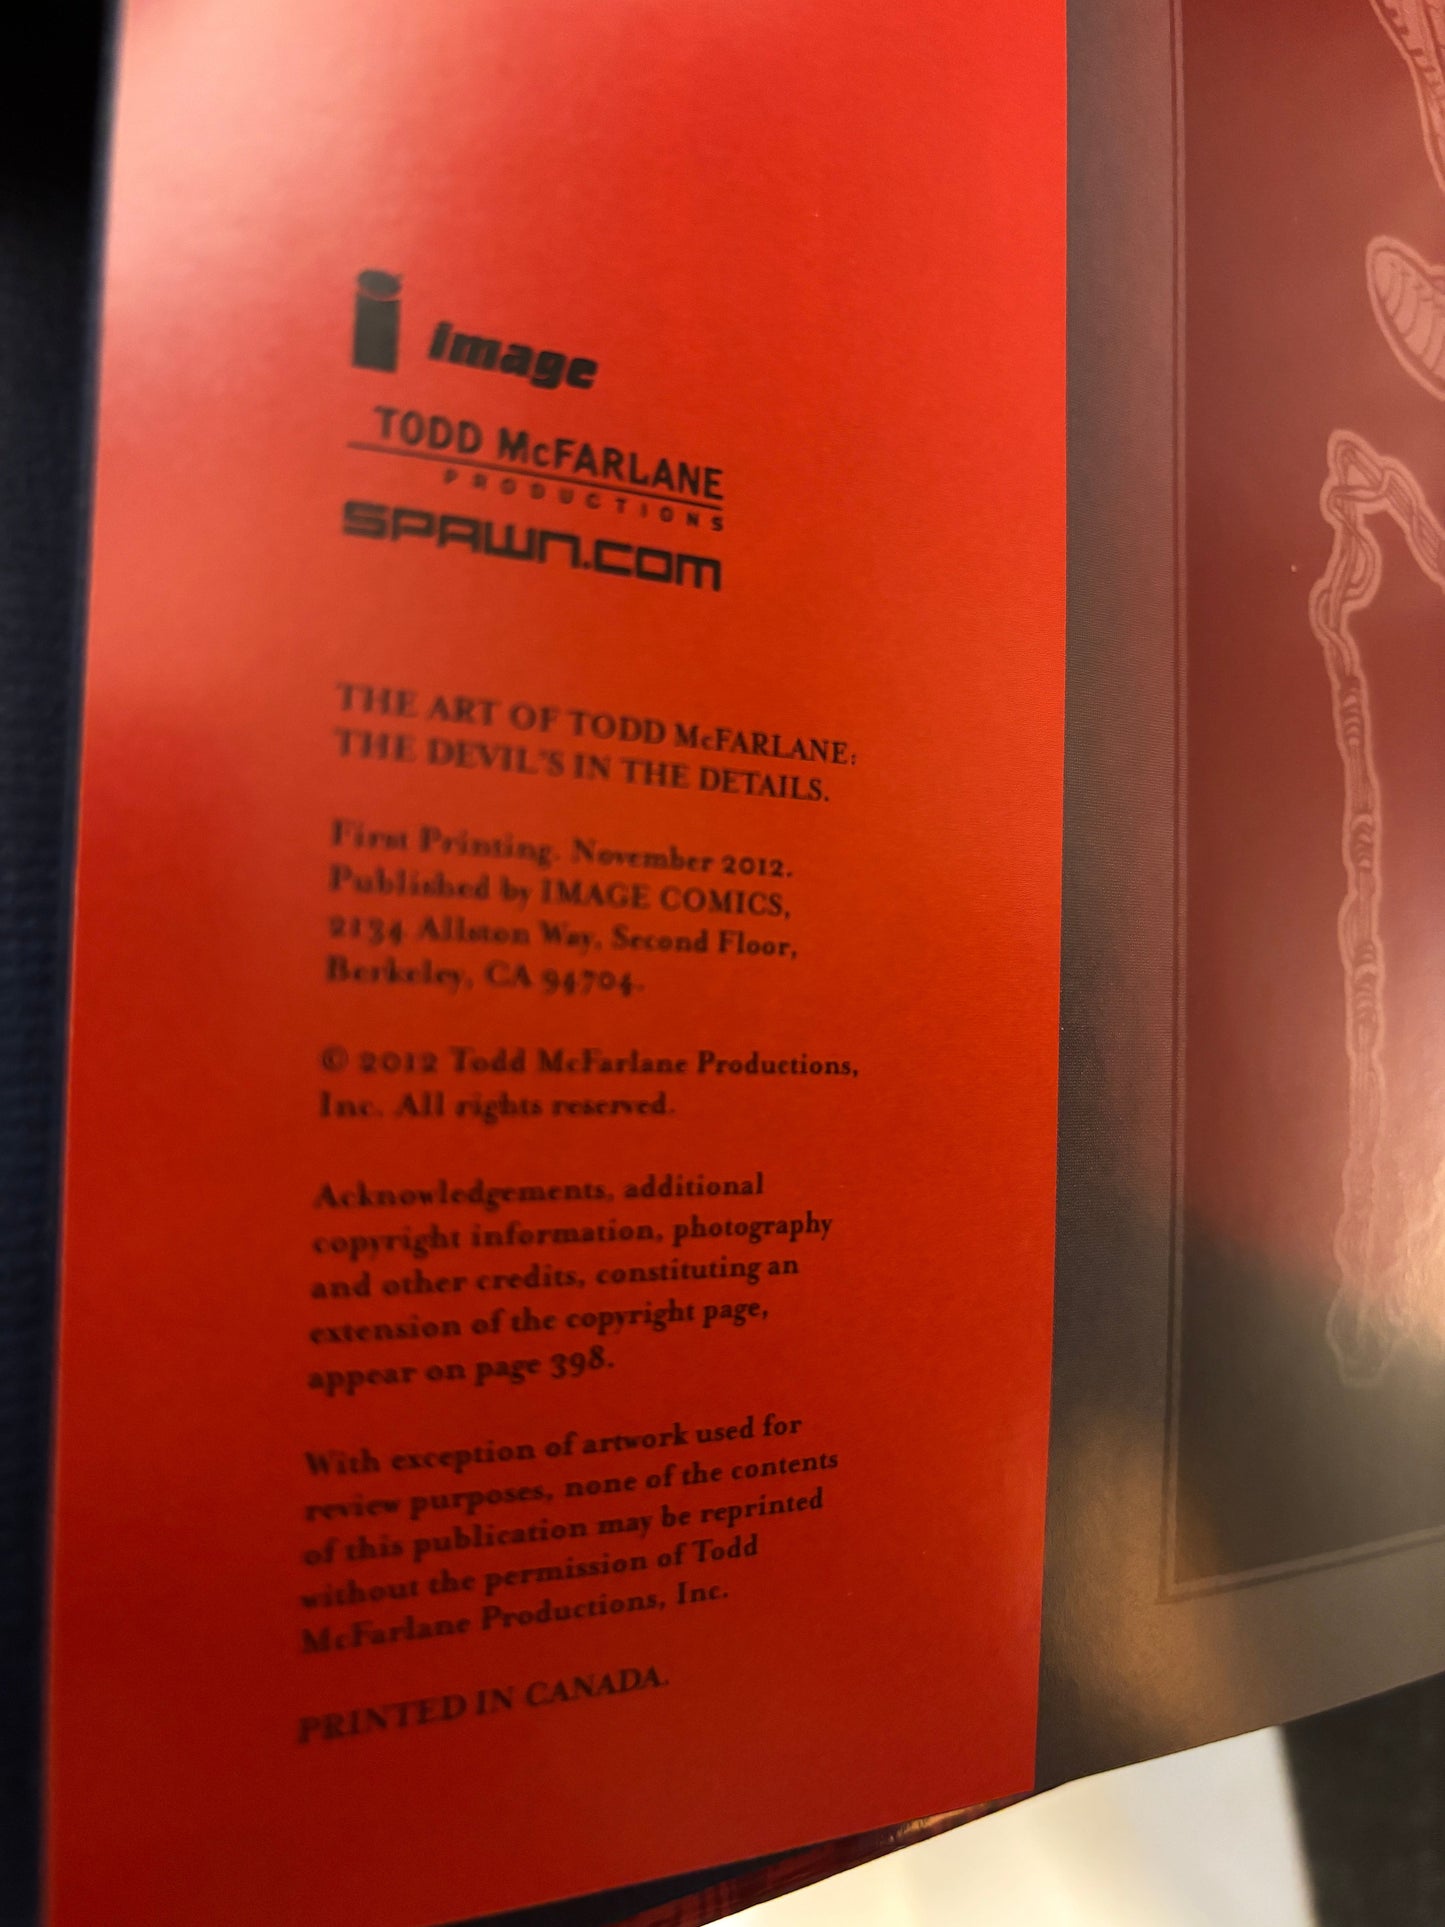 i image
TODD McFARLANE
PRODUCTIONS
SPAWN.COM
THE ART OF TODD McFARLANE:
THE DEVIL'S IN THE DETAILS.
First Printing. November 2012.
Published by IMAGE COMICS,
2134 Allston Way, Second Floor,
Berkeley, CA 94704.
© 2012 Todd McFarlane Productions,
Inc. All rights reserved.
Acknowledgements, additional
copyright information, photography
and other credits, constituting an
extension of the copyright page,
appear on page 398.
With exception of artwork used for
review purposes, none of the contents
of this publication may be reprinted
without the permission of Todd
McFarlane Productions, Inc.
PRINTED IN CANADA.